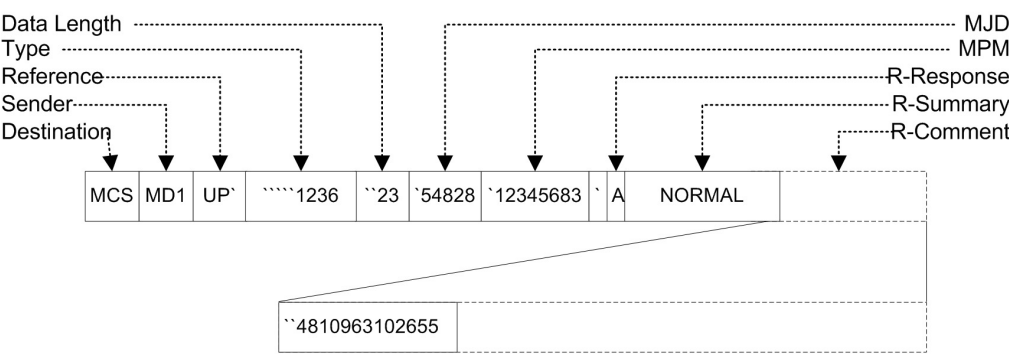 Data Length MJD
Type MPM
Reference R-Response
Sender R-Summary
Destination R-Comment
MCS MD1 UP` `````1236 ``23 `54828 `12345683 ` A NORMAL
``4810963102655